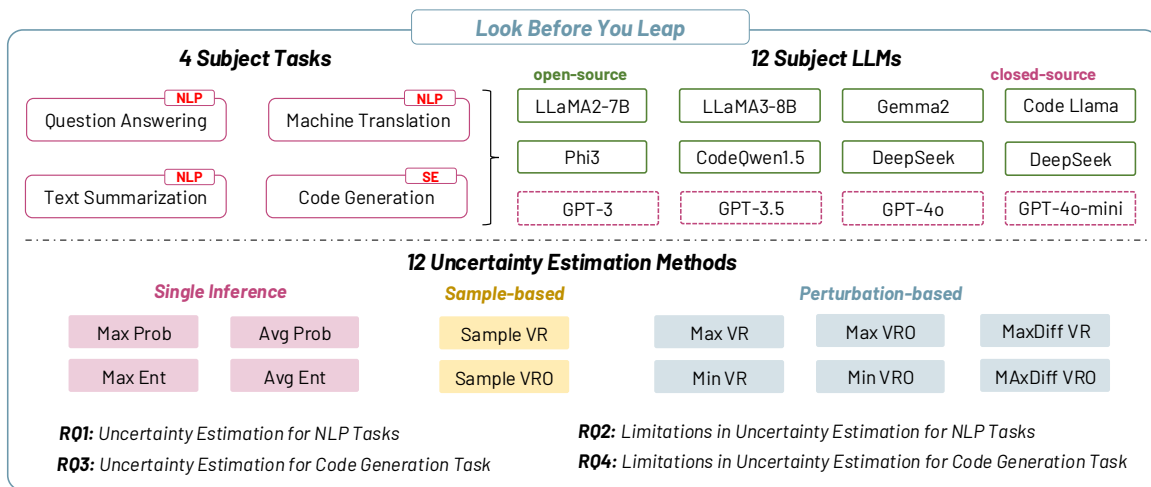 Look Before You Leap
4 Subject Tasks
12 Subject LLMs
open-source
closed-source
NLP
Question Answering
NLP
Machine Translation
NLP
Text Summarization
SE
Code Generation
LLaMA2-7B
LLaMA3-8B
Gemma2
Code Llama
Phi3
CodeQwen1.5
DeepSeek
DeepSeek
GPT-3
GPT-3.5
GPT-4o
GPT-4o-mini
12 Uncertainty Estimation Methods
Single Inference
Sample-based
Perturbation-based
Max Prob
Avg Prob
Sample VR
Max VR
Max VRO
MaxDiff VR
Max Ent
Avg Ent
Sample VRO
Min VR
Min VRO
MAxDiff VRO
RQ1: Uncertainty Estimation for NLP Tasks
RQ2: Limitations in Uncertainty Estimation for NLP Tasks
RQ3: Uncertainty Estimation for Code Generation Task
RQ4: Limitations in Uncertainty Estimation for Code Generation Task